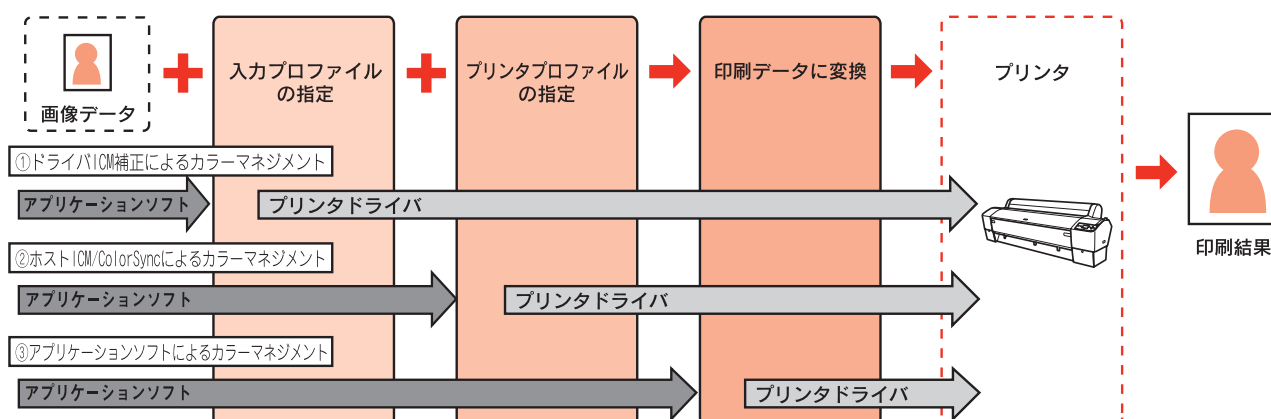 画像データ
入力プロファイル
の指定
プリンタプロファイル
の指定
印刷データに変換
プリンタ
①ドライバICM補正によるカラーマネジメント
アプリケーションソフト
プリンタドライバ
②ホストICM/ColorSyncによるカラーマネジメント
アプリケーションソフト
プリンタドライバ
③アプリケーションソフトによるカラーマネジメント
アプリケーションソフト
プリンタドライバ
印刷結果